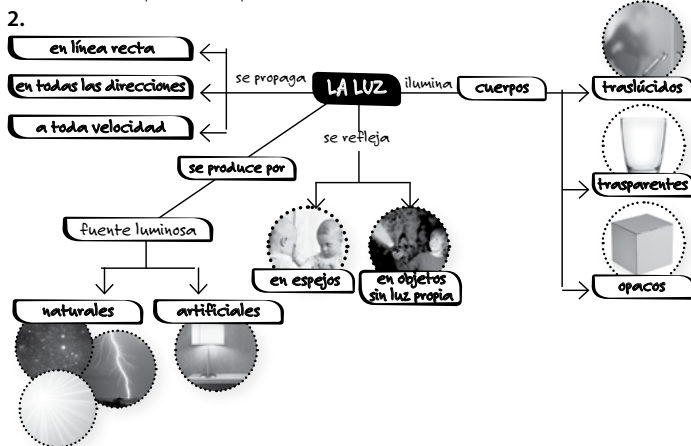 2.
en línea recta
en todas las direcciones
a toda velocidad
se propaga
LA LUZ
ilumina
cuerpos
traslúcidos
trasparentes
opacos
se refleja
en espejos
en objetos
sin luz propia
se produce por
fuente luminosa
naturales
artificiales